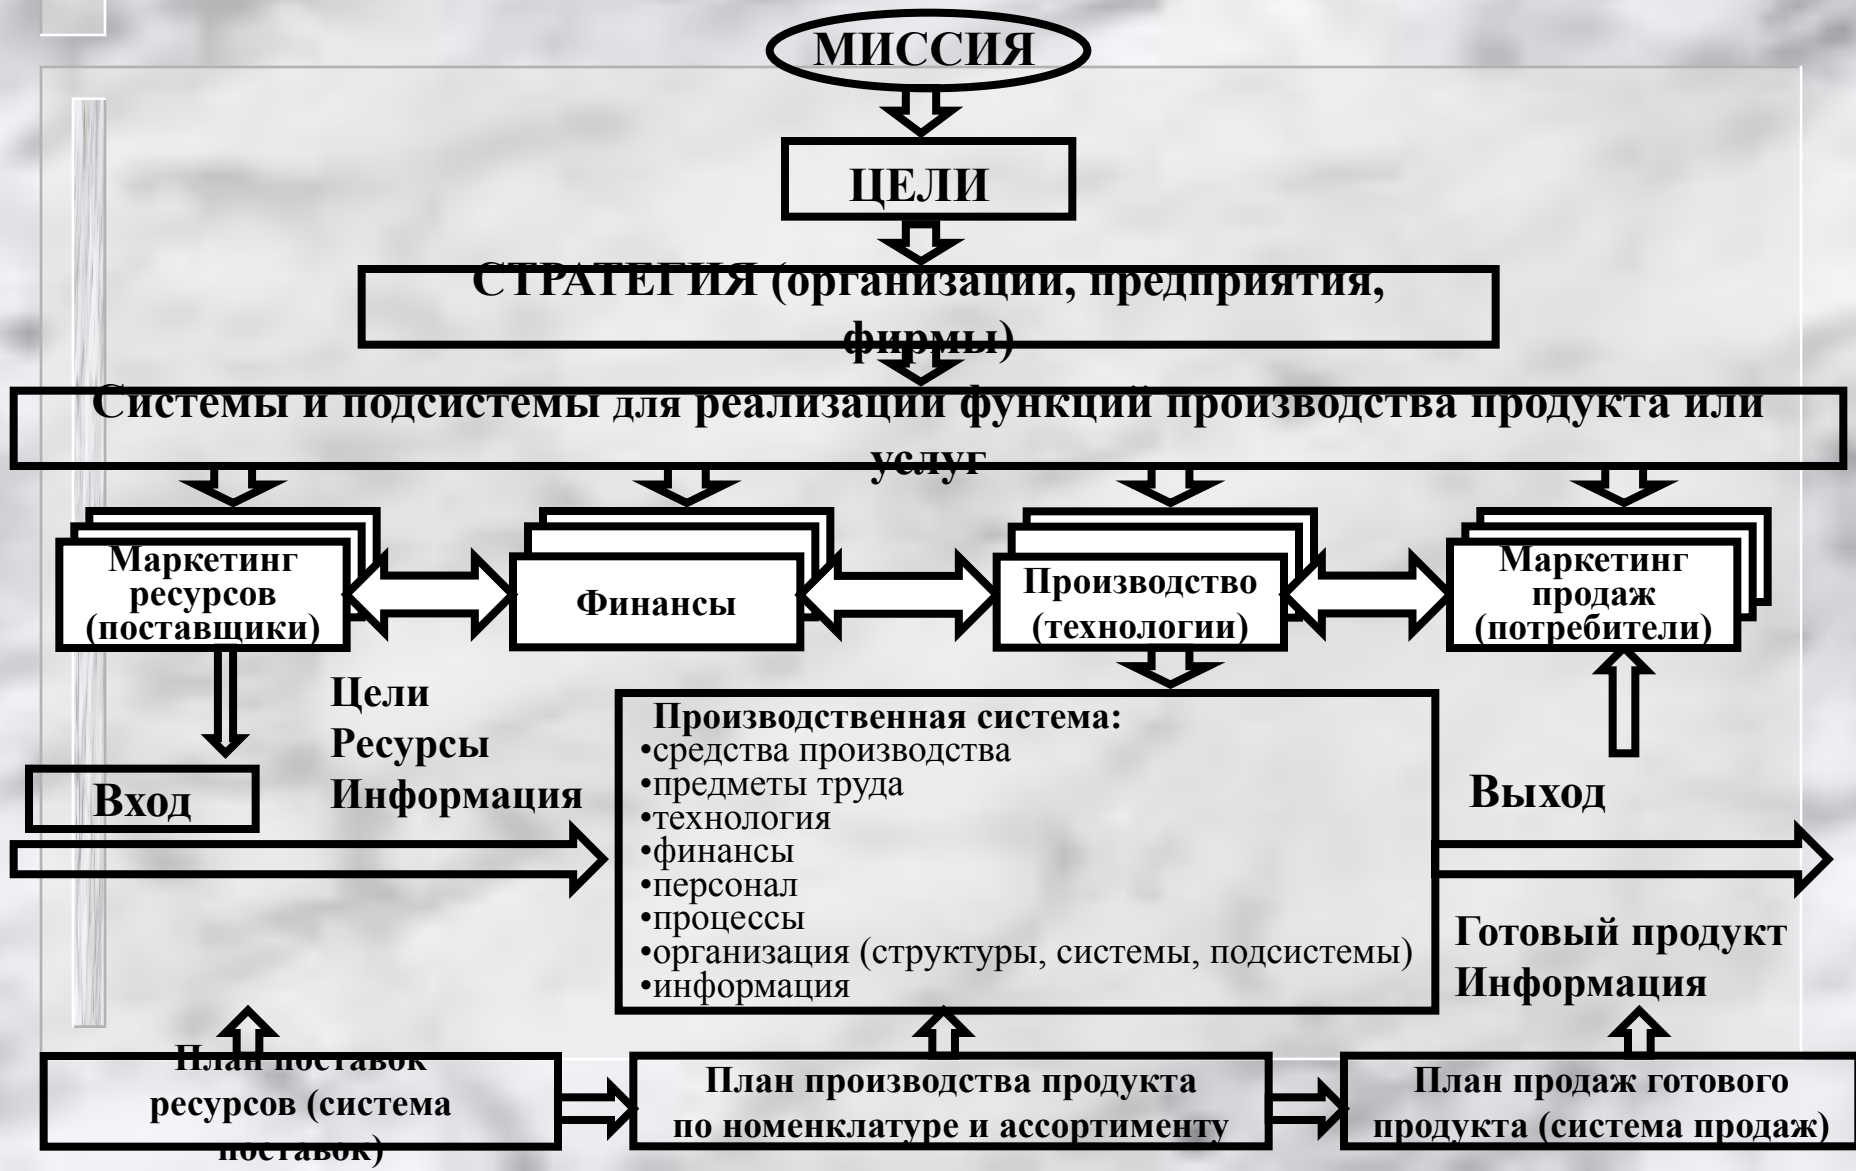 МИССИЯ
ЦЕЛИ
СТРАТЕГИЯ (организации, предприятия,
фирмы)
Системы и подсистемы для реализации функций производства продукта или
услуг
Маркетинг
ресурсов
(поставщики)
Финансы
Производство
(технологии)
Маркетинг
продаж
(потребители)
Цели
Ресурсы
Информация
Вход
Производственная система:
•средства производства
•предметы труда
•технология
•финансы
•персонал
•процессы
•организация (структуры, системы, подсистемы)
•информация
Выход
Готовый продукт
Информация
План поставок
ресурсов (система
поставок)
План производства продукта
по номенклатуре и ассортименту
План продаж готового
продукта (система продаж)